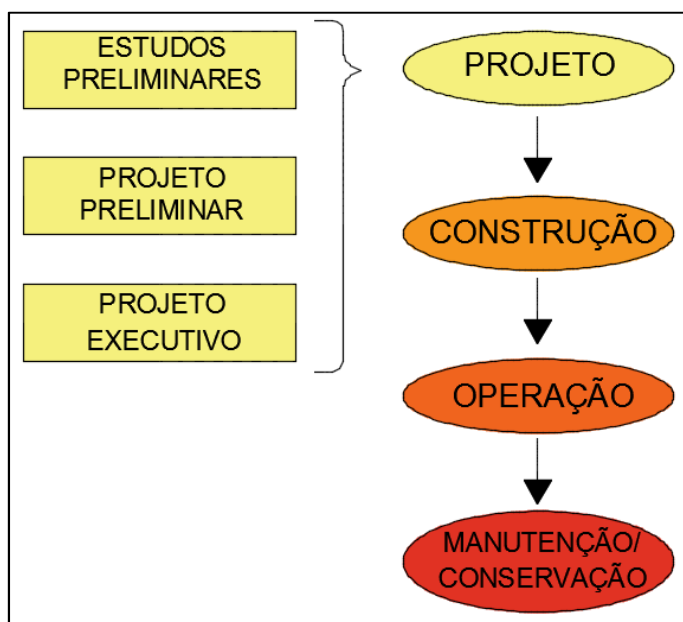 ESTUDOS
PRELIMINARES
PROJETO
PRELIMINAR
PROJETO
EXECUTIVO
PROJETO
CONSTRUÇÃO
OPERAÇÃO
MANUTENÇÃO/
CONSERVAÇÃO